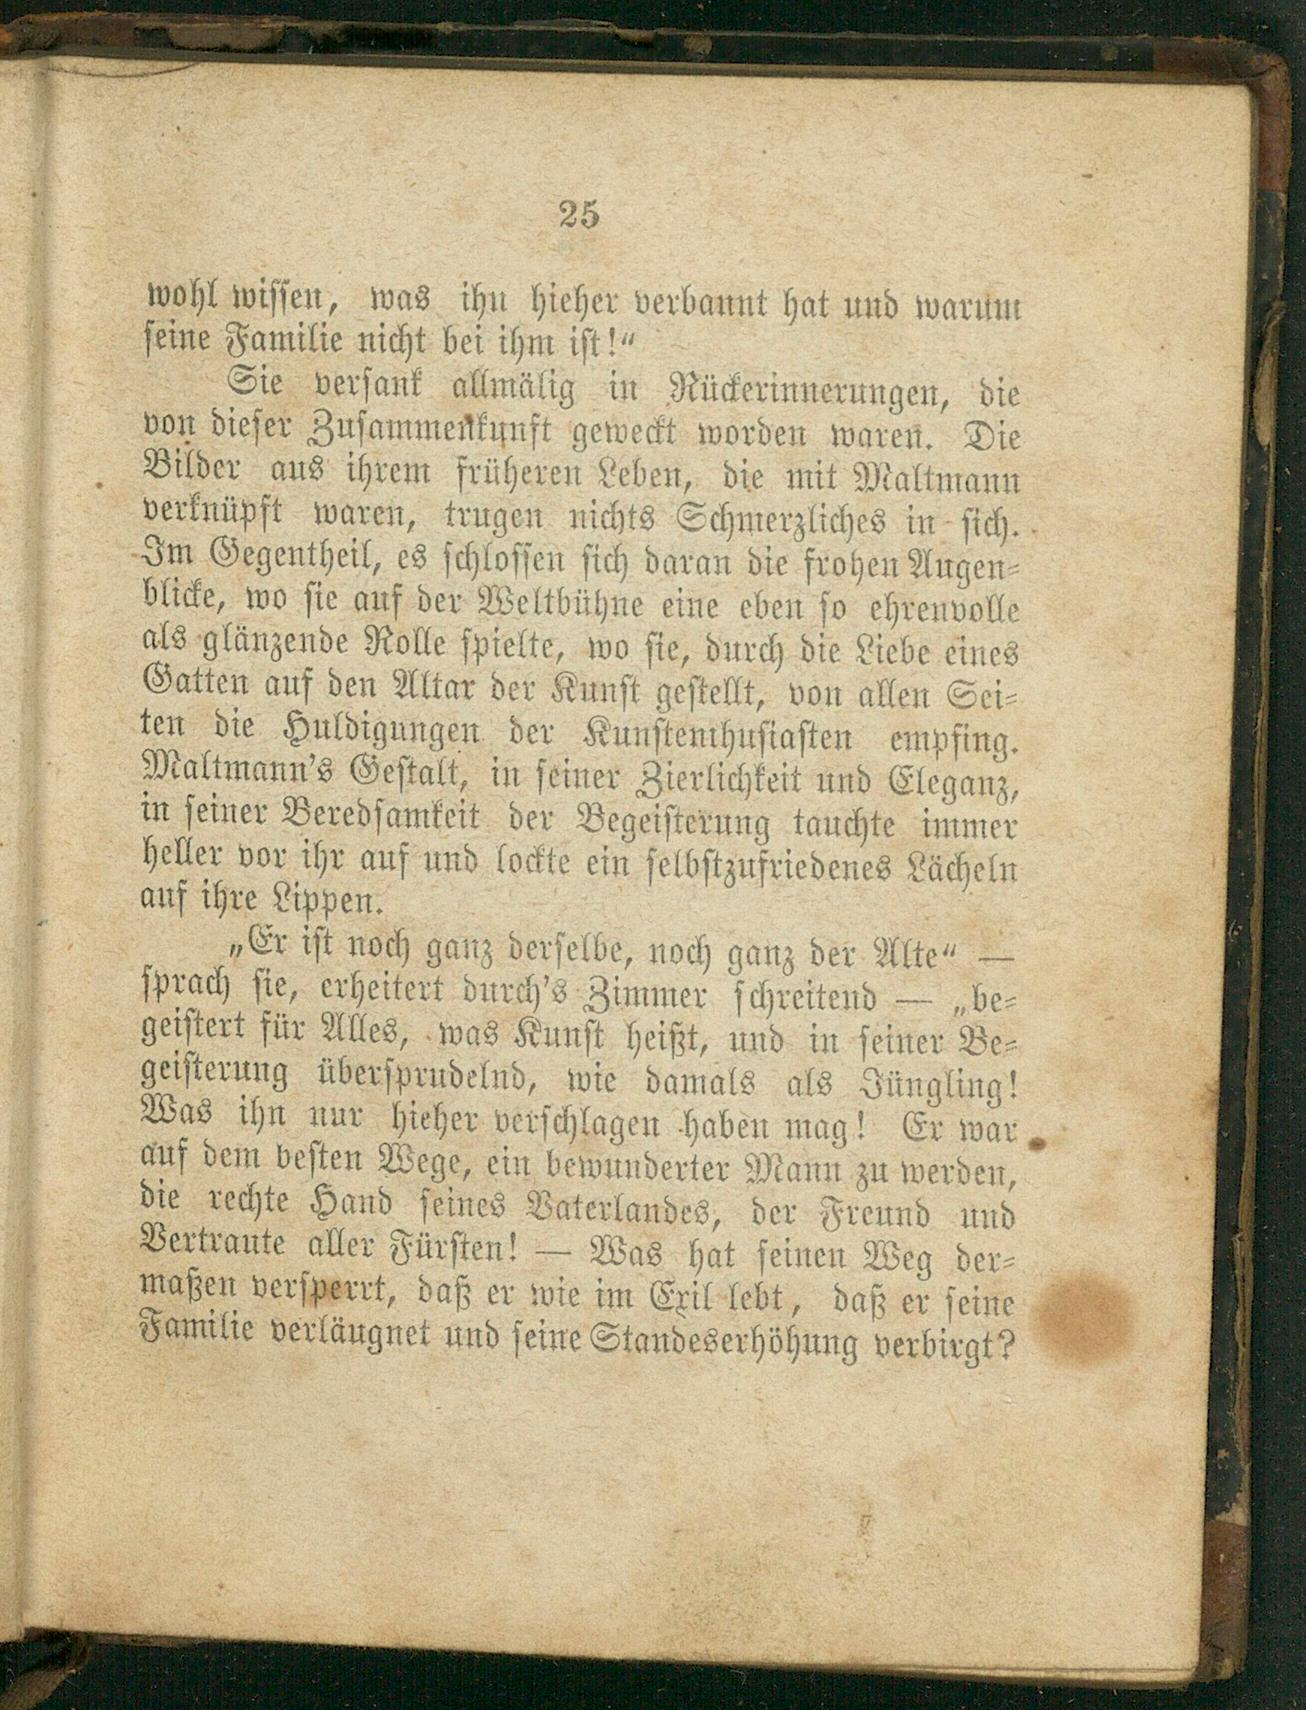 25
wohl wissen, was ihn hieher verbannt hat und warum
seine Familie nicht bei ihm ist!“
Sie versank allmälig in Rückerinnerungen, die
von dieser Zusammenkunft geweckt worden waren. Die
Bilder aus ihrem früheren Leben, die mit Maltmann
verknüpft waren, trugen nichts Schmerzliches in sich.
Im Gegentheil, es schlossen sich daran die frohen Augen-
blicke, wo sie auf der Weltbühne eine eben so ehrenvolle
als glänzende Rolle spielte, wo sie, durch die Liebe eines
Gatten auf den Altar der Kunst gestellt, von allen Sei-
ten die Huldigungen der Kunstenthusiasten empfing.
Maltmann's Gestalt, in seiner Zierlichkeit und Eleganz,
in seiner Beredsamkeit der Begeisterung tauchte immer
heller vor ihr auf und lockte ein selbstzufriedenes Lächeln
auf ihre Lippen.
„Er ist noch ganz derselbe, noch ganz der Alte“ —
sprach sie, erheitert durch's Zimmer schreitend — „be-
geistert für Alles, was Kunst heißt, und in seiner Be-
geisterung übersprudelnd, wie damals als Jüngling!
Was ihn nur hieher verschlagen haben mag! Er war
auf dem besten Wege, ein bewunderter Mann zu werden,
die rechte Hand seines Vaterlandes, der Freund und
Vertraute aller Fürsten! — Was hat seinen Weg der-
maßen versperrt, daß er wie im Exil lebt, daß er seine
Familie verläugnet und seine Standeserhöhung verbirgt?